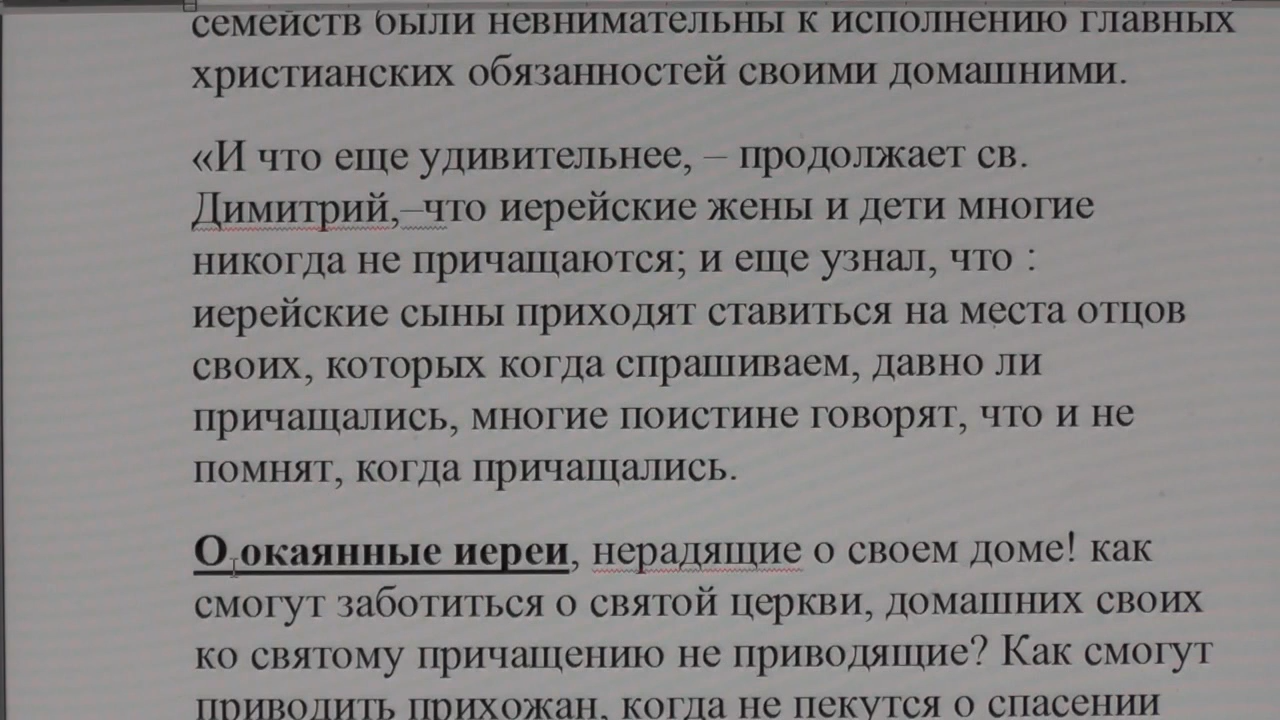 семейств были невнимательны к исполнению главных
христианских обязанностей своими домашними.
«И что еще удивительнее, – продолжает св.
Димитрий,–что иерейские жены и дети многие
никогда не причащаются; и еще узнал, что :
иерейские сыны приходят ставиться на места отцов
своих, которых когда спрашиваем, давно ли
причащались, многие поистине говорят, что и не
помнят, когда причащались.
О окаянные иереи, нерадящие о своем доме! как
смогут заботиться о святой церкви, домашних своих
ко святому причащению не приводящие? Как смогут
приводить прихожан, когда не пекутся о спасении